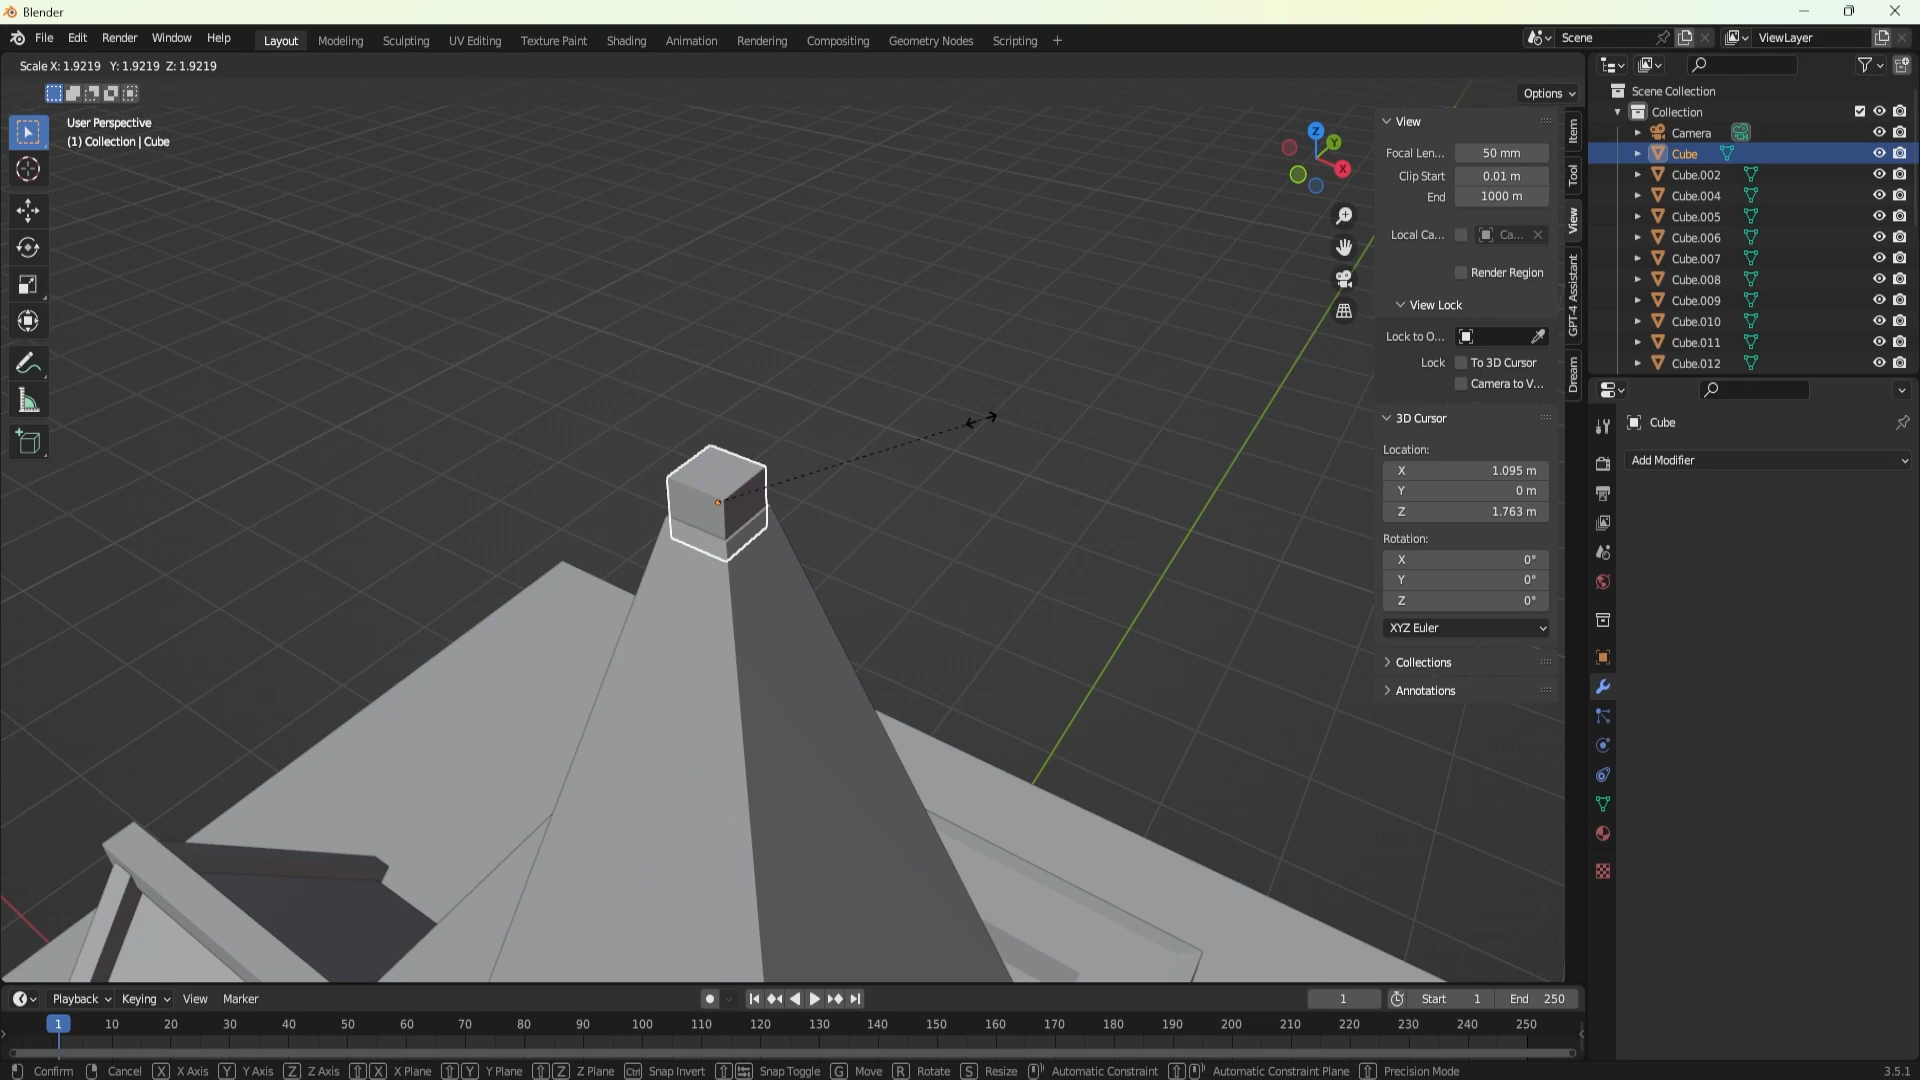 Blender
File Edit Render Window Help
Layout Modeling Sculpting UV Editing Texture Paint Shading Animation Rendering Compositing Geometry Nodes Scripting +
Scene
ViewLayer
Scale X: 1.9219 Y: 1.9219 Z: 1.9219
Options
User Perspective
(1) Collection | Cube
Z
Y
X
View
Focal Len... 50 mm
Clip Start 0.01 m
End 1000 m
Local Ca... Ca...
Render Region
View Lock
Lock to O...
Lock To 3D Cursor
Camera to V...
3D Cursor
Location:
X 1.095 m
Y 0 m
Z 1.763 m
Rotation:
X 0°
Y 0°
Z 0°
XYZ Euler
Collections
Annotations
Item
Tool
View
GPT-4 Assistant
Dream
Scene Collection
Collection
Camera
Cube
Cube.002
Cube.004
Cube.005
Cube.006
Cube.007
Cube.008
Cube.009
Cube.010
Cube.011
Cube.012
Cube
Add Modifier
Playback Keying View Marker
1 Start 1 End 250
1 10 20 30 40 50 60 70 80 90 100 110 120 130 140 150 160 170 180 190 200 210 220 230 240 250
Confirm Cancel X X Axis Y Y Axis Z Z Axis X X Plane Y Y Plane Z Z Plane Ctrl Snap Invert Snap Toggle G Move R Rotate S Resize Automatic Constraint Automatic Constraint Plane Precision Mode 3.5.1